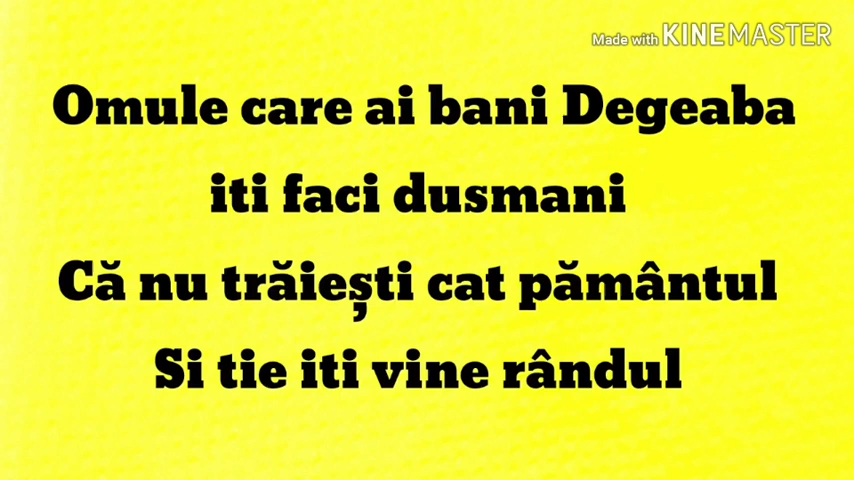 Made with KINEMASTER
Omule care ai bani Degeaba
iti faci dusmani
Că nu trăiești cat pământul
Si tie iti vine rândul